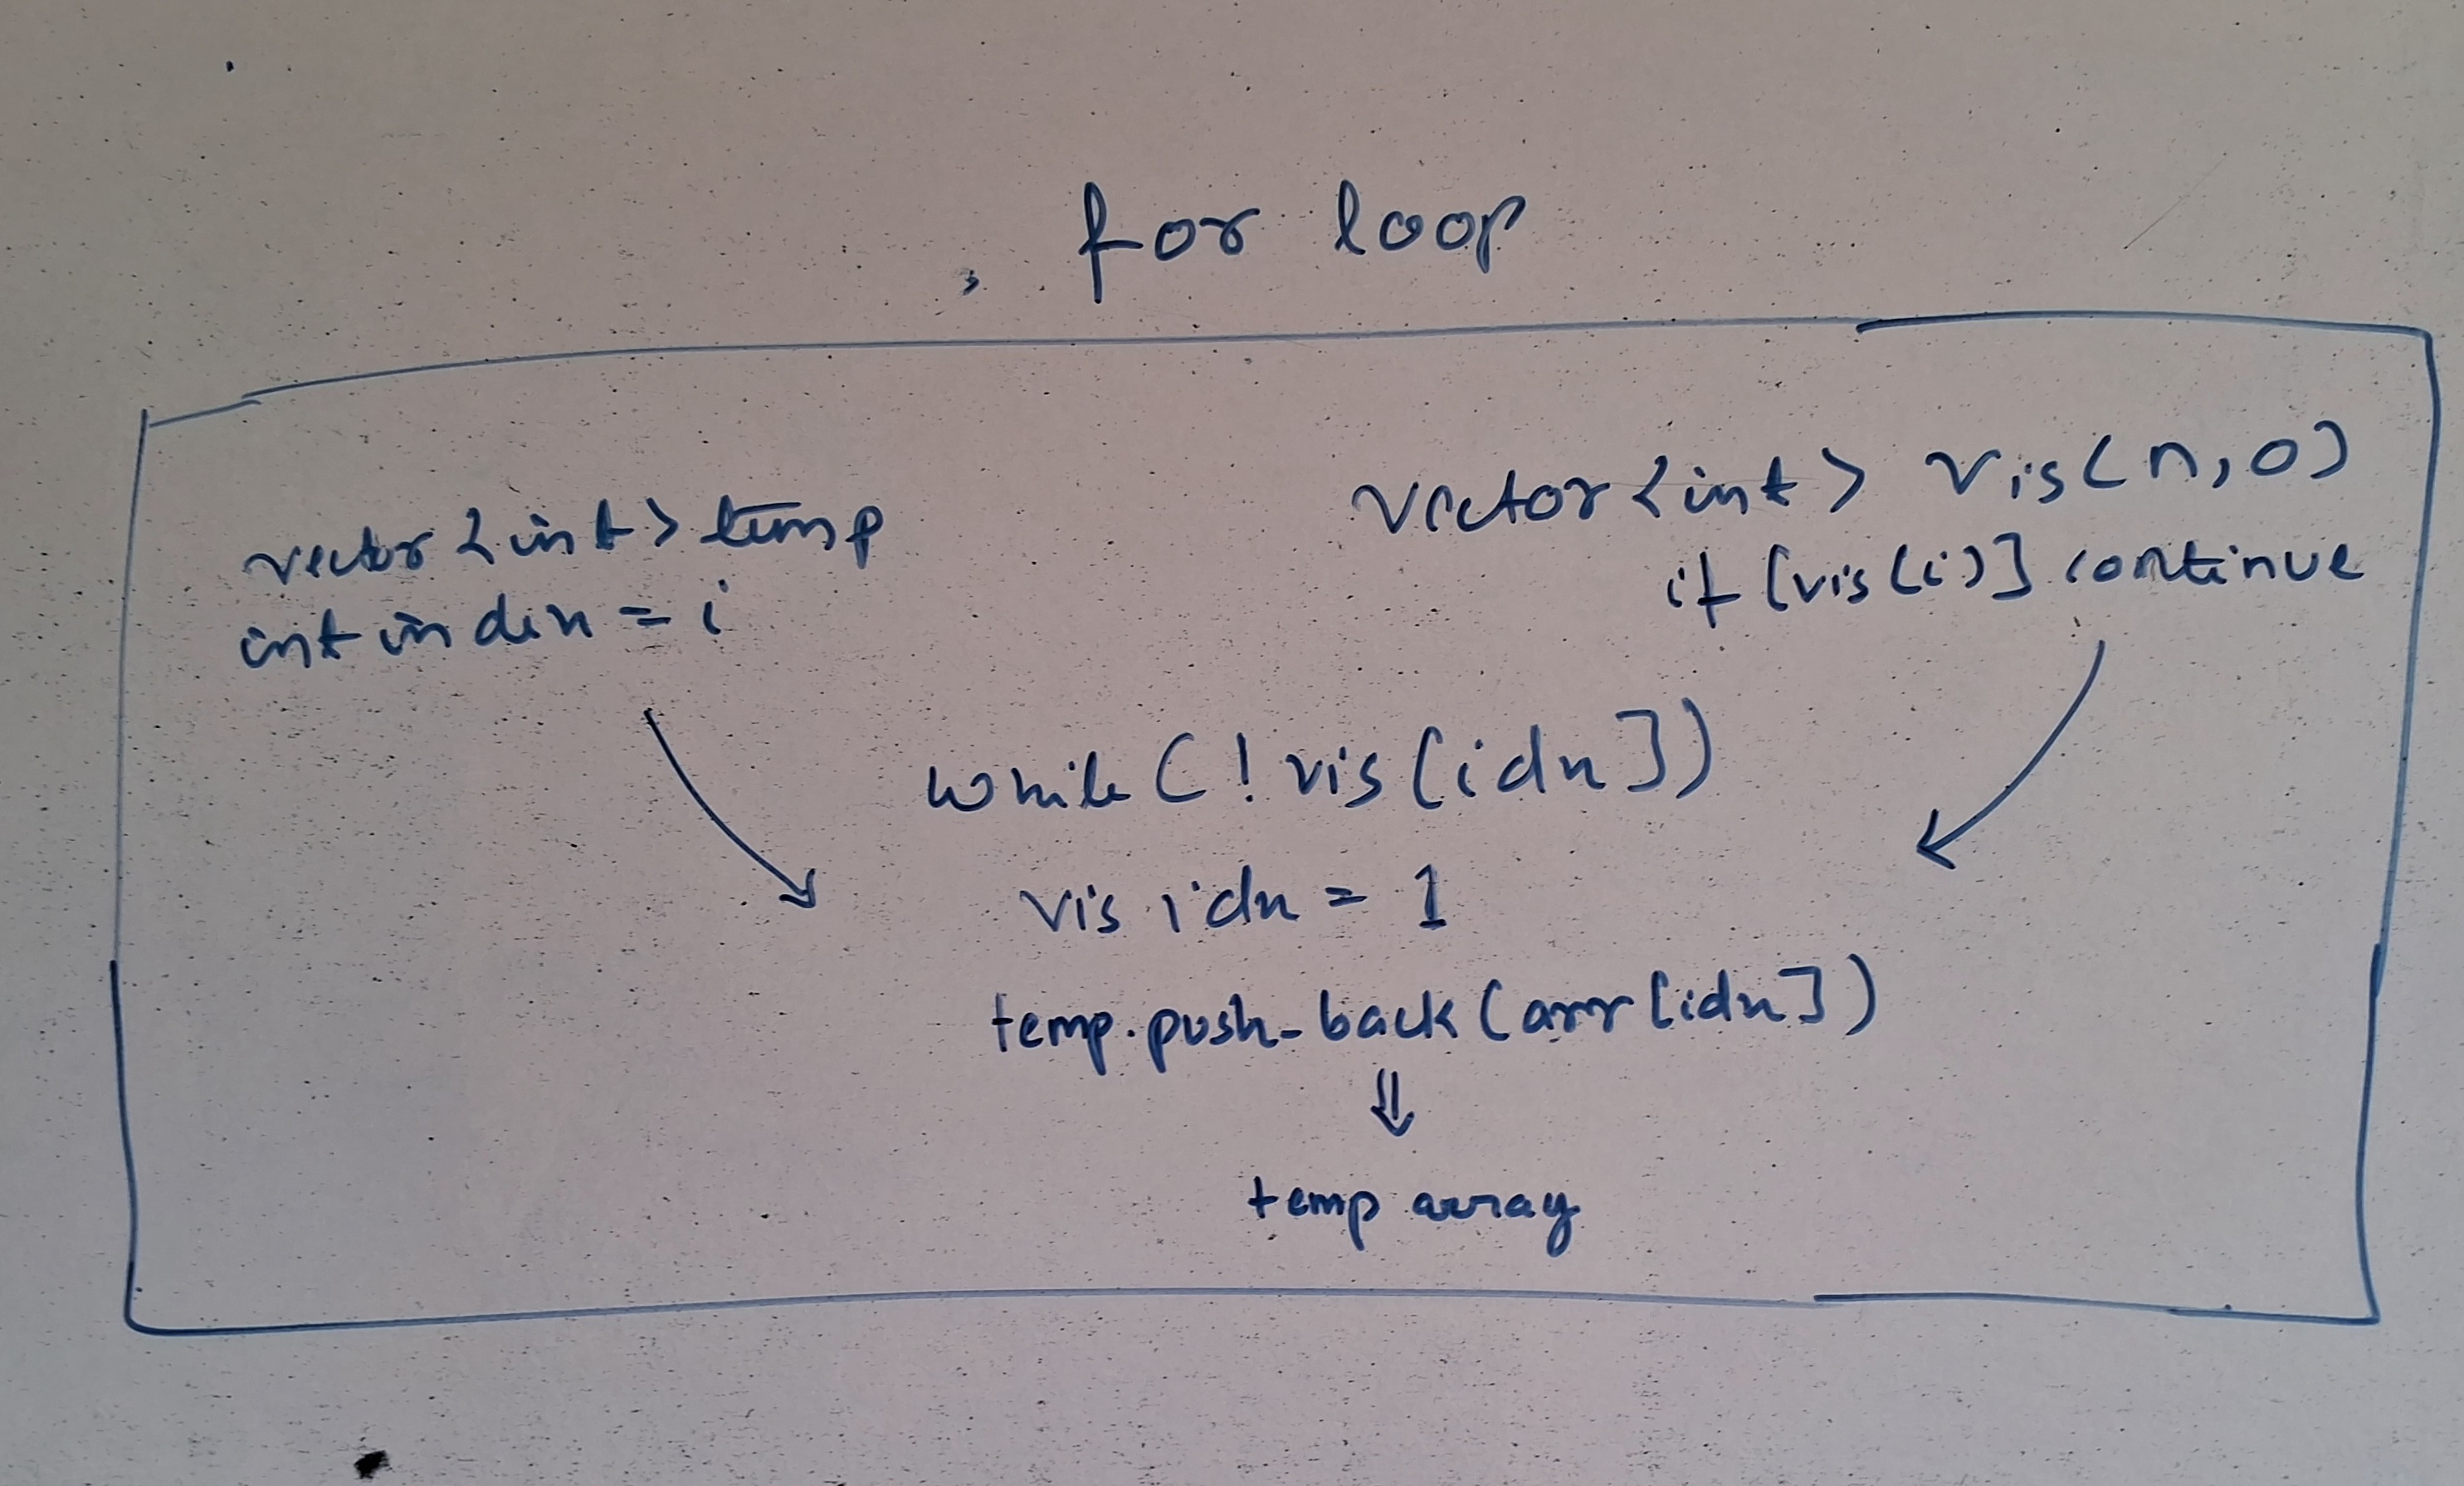 for loop
vector<int> temp
int index = i
vector<int> vis(n,0)
if [vis(i)] continue
while(!vis[idx])
vis idx = 1
temp.push_back(arr[idx])
⇓
temp array